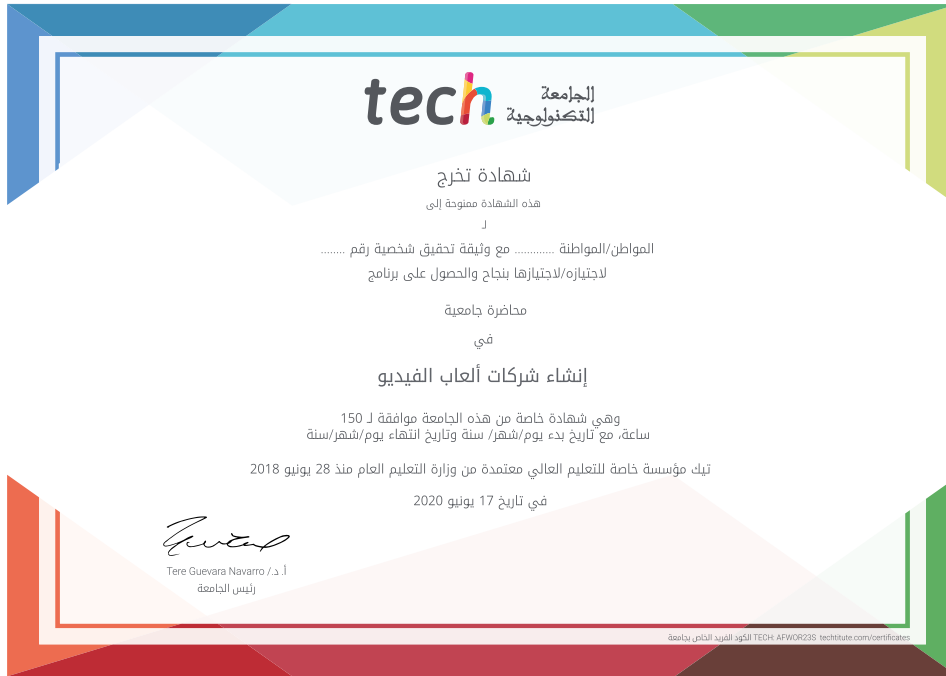 tech الجامعة
التكنولوجية
شهادة تخرج
هذه الشهادة ممنوحة إلى
لـ
المواطن/المواطنة ............. مع وثيقة تحقيق شخصية رقم ........
لاجتيازه/لاجتيازها بنجاح والحصول على برنامج
محاضرة جامعية
في
إنشاء شركات ألعاب الفيديو
وهي شهادة خاصة من هذه الجامعة موافقة لـ 150
ساعة، مع تاريخ بدء يوم/شهر/ سنة وتاريخ انتهاء يوم/شهر/سنة
تيك مؤسسة خاصة للتعليم العالي معتمدة من وزارة التعليم العام منذ 28 يونيو 2018
في تاريخ 17 يونيو 2020
أ. د./ Tere Guevara Navarro
رئيس الجامعة
الكود الفريد الخاص بجامعة TECH: AFWOR23S techtitute.com/certificates